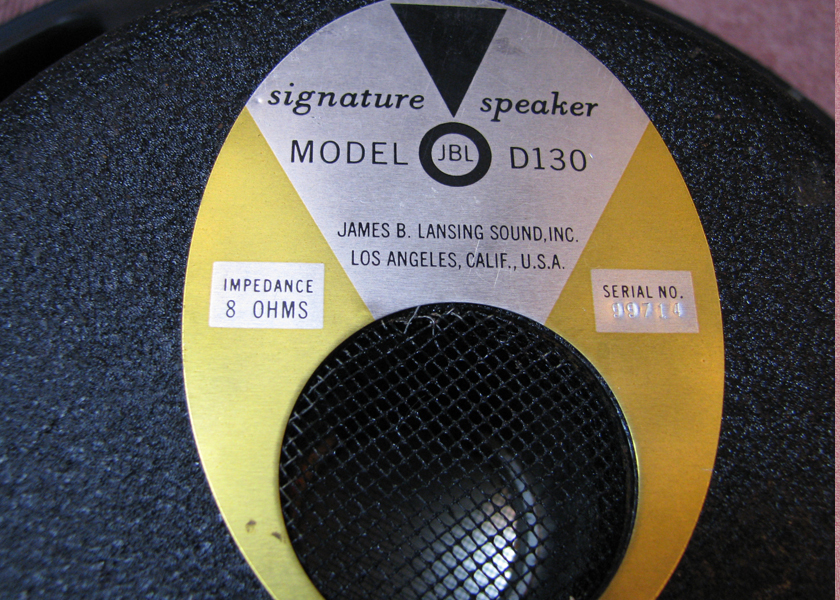 signature speaker
MODEL JBL D130
JAMES B. LANSING SOUND, INC.
LOS ANGELES, CALIF., U.S.A.
IMPEDANCE
8 OHMS
SERIAL NO.